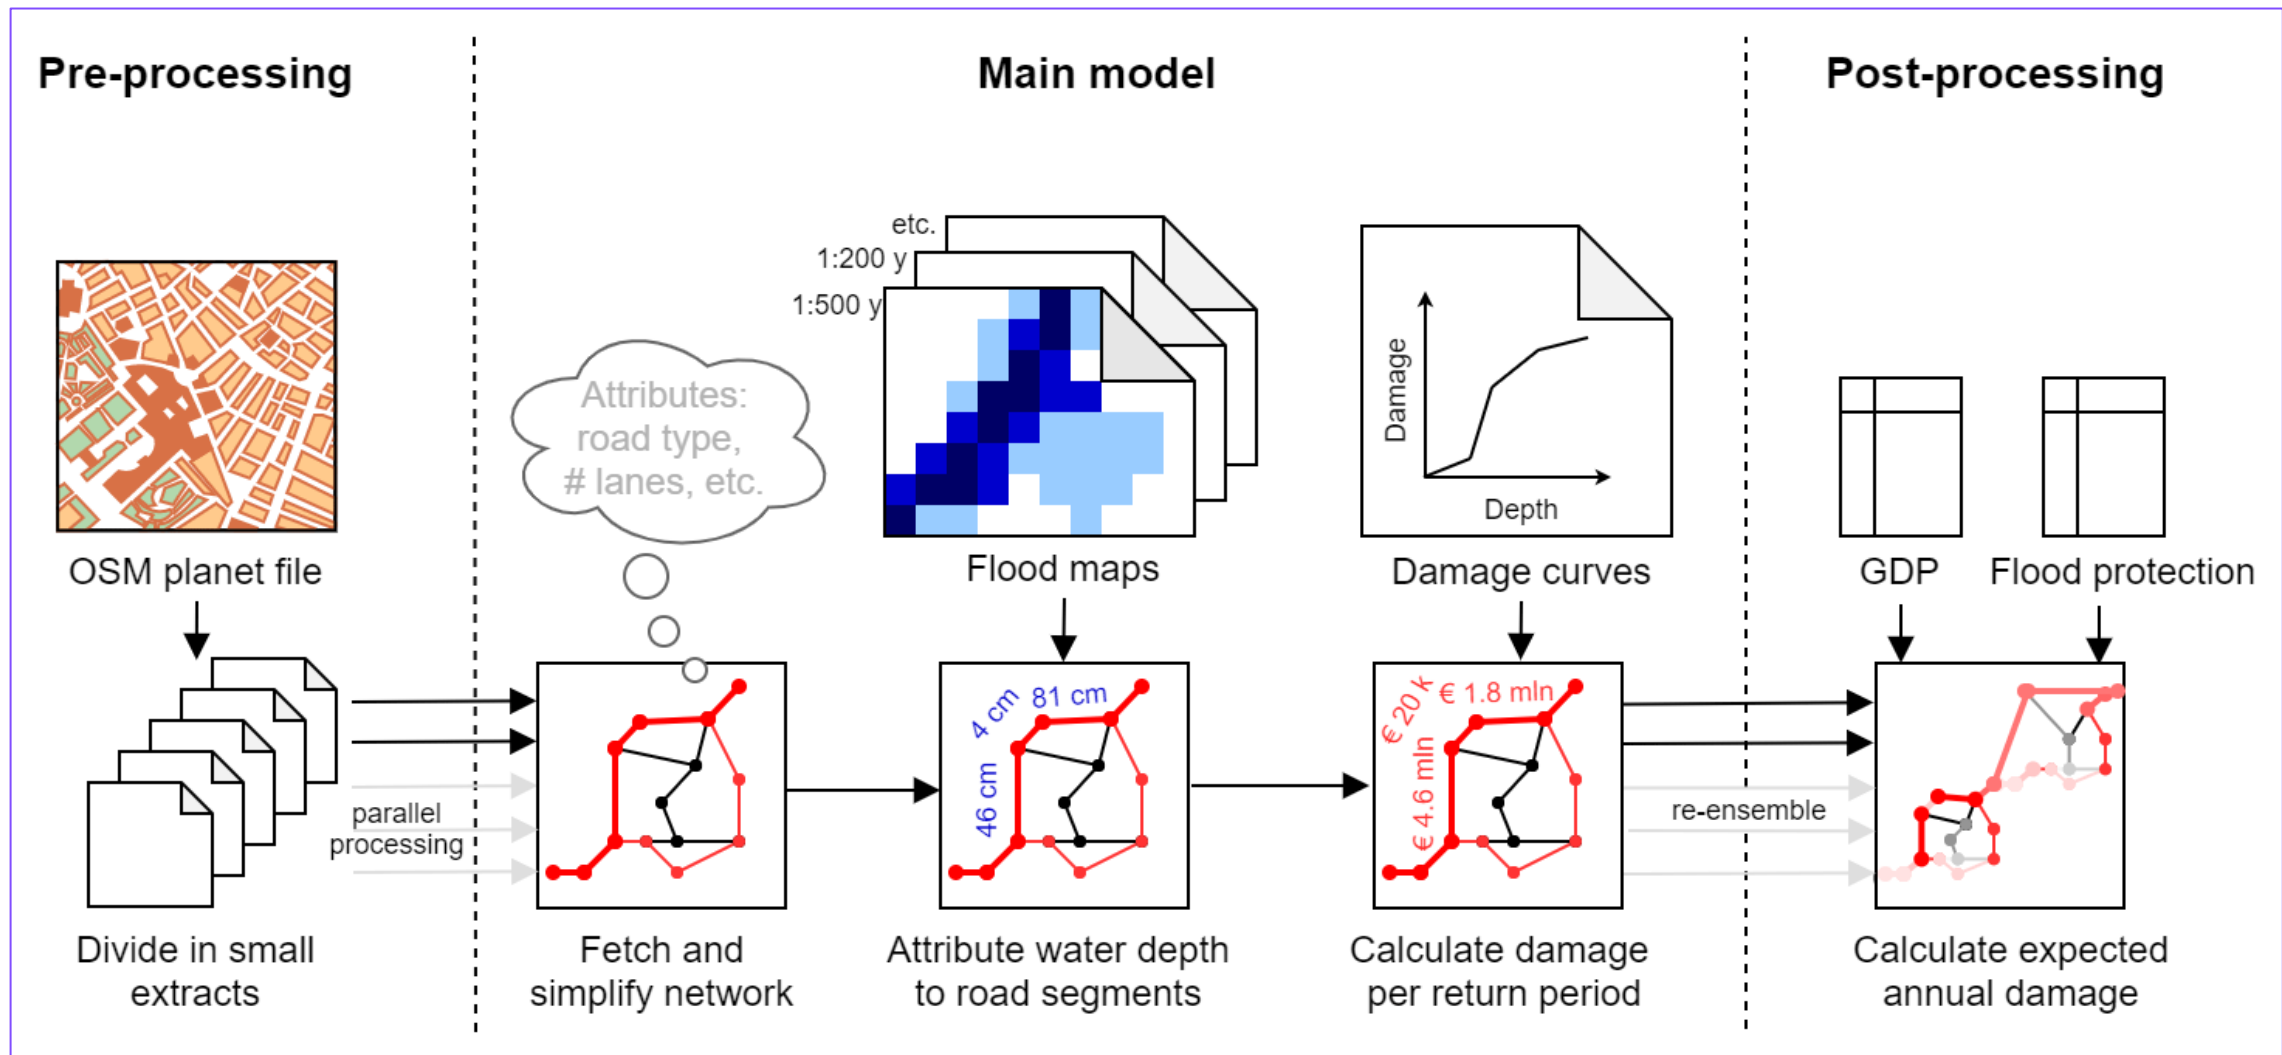 Pre-processing
Main model
Post-processing
etc.
1:200 y
1:500 y
Attributes:
road type,
# lanes, etc.
Damage
Depth
OSM planet file
Flood maps
Damage curves
GDP
Flood protection
parallel
processing
4 cm
81 cm
46 cm
€ 20 k
€ 1.8 mln
€ 4.6 mln
re-ensemble
Divide in small
extracts
Fetch and
simplify network
Attribute water depth
to road segments
Calculate damage
per return period
Calculate expected
annual damage